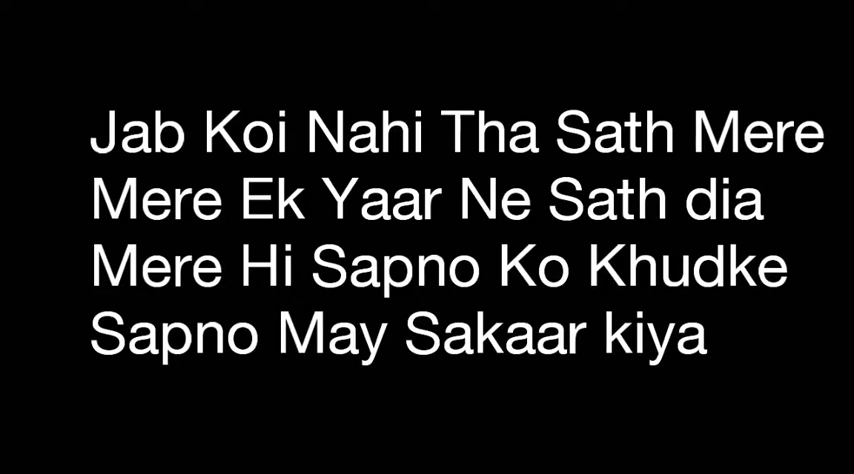 Jab Koi Nahi Tha Sath Mere
Mere Ek Yaar Ne Sath dia
Mere Hi Sapno Ko Khudke
Sapno May Sakaar kiya